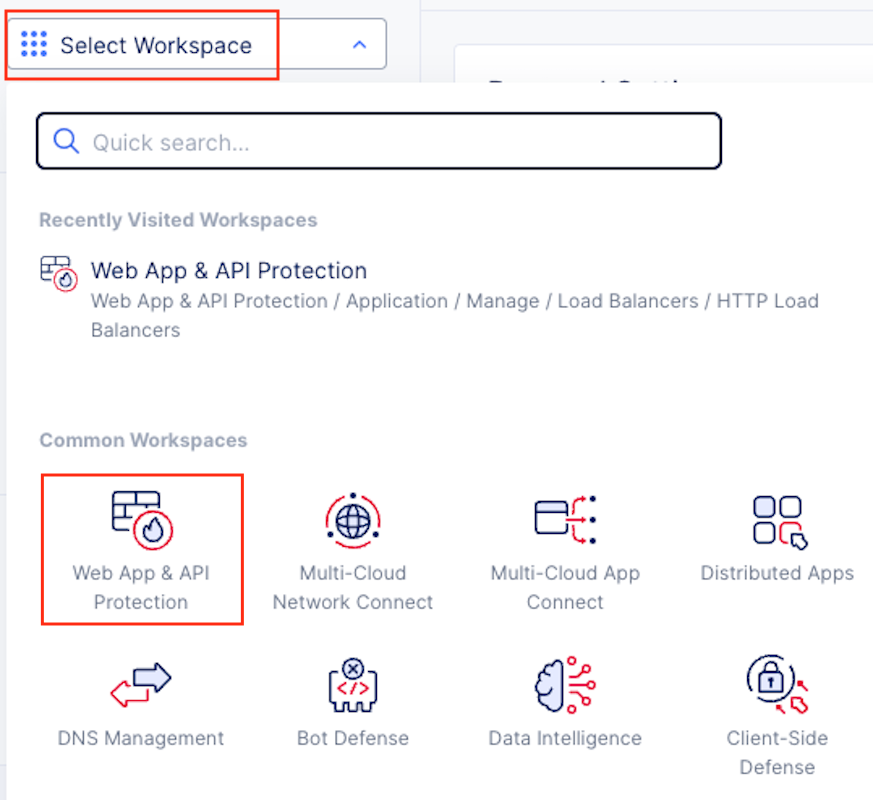 Select Workspace
Quick search...
Recently Visited Workspaces
Web App & API Protection
Web App & API Protection / Application / Manage / Load Balancers / HTTP Load
Balancers
Common Workspaces
Web App & API
Protection
Multi-Cloud
Network Connect
Multi-Cloud App
Connect
Distributed Apps
DNS Management
Bot Defense
Data Intelligence
Client-Side
Defense